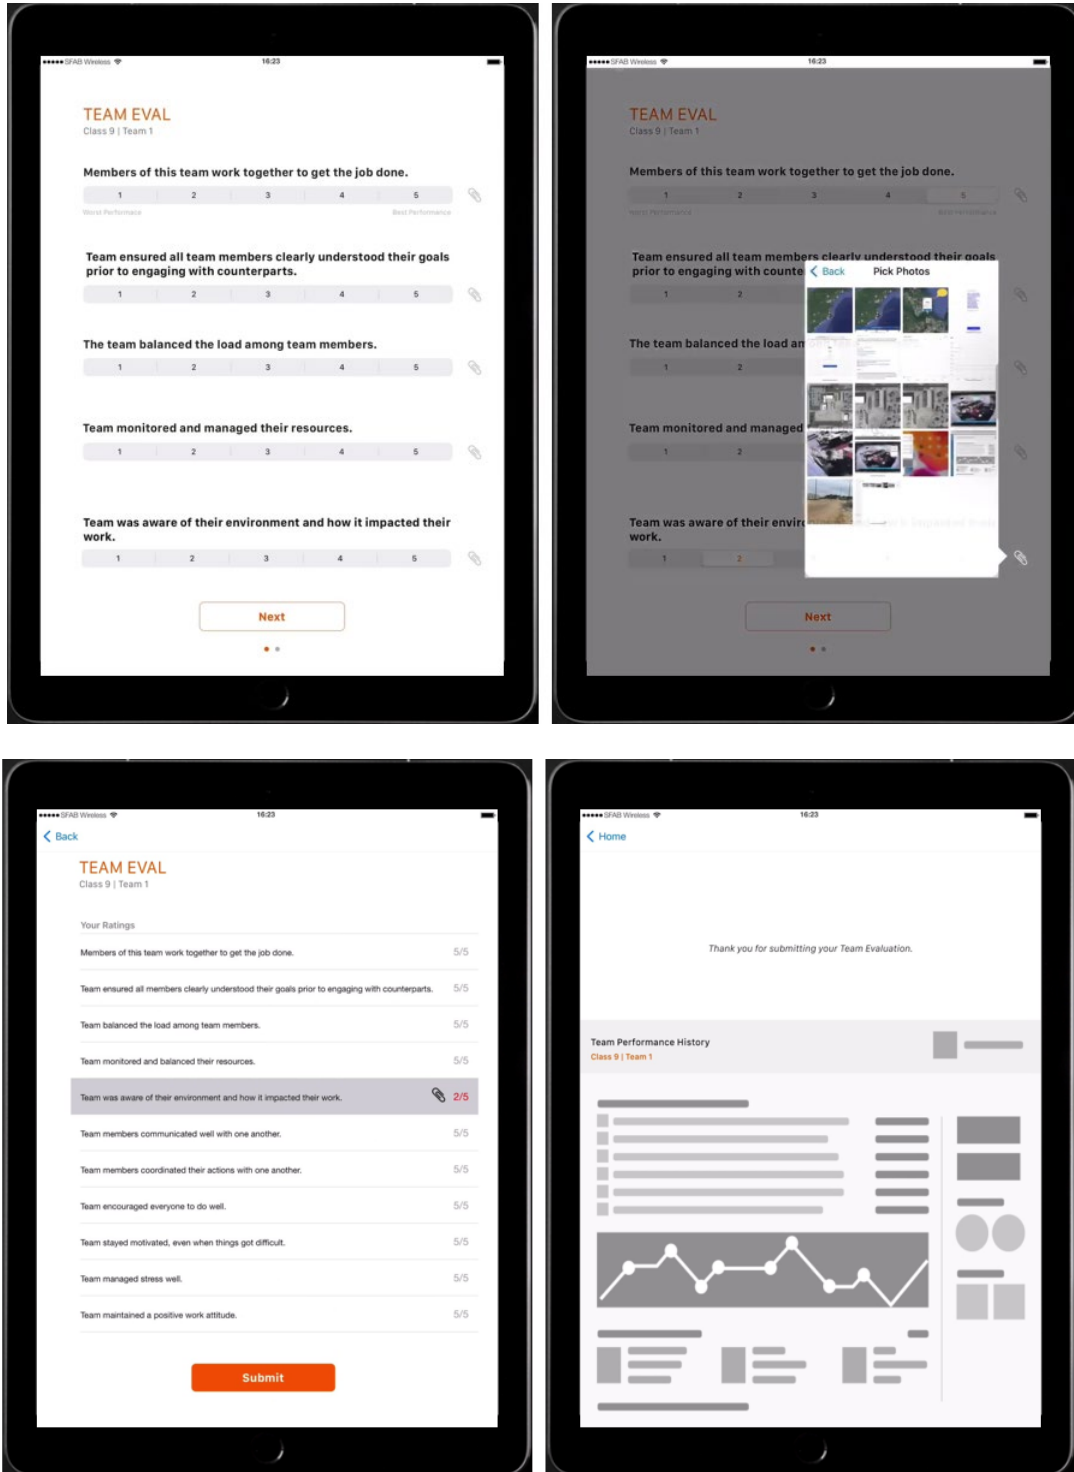 SFAB Wireless 16:23
TEAM EVAL
Class 9 | Team 1
Members of this team work together to get the job done.
1 2 3 4 5
Worst Performace Best Performance
Team ensured all team members clearly understood their goals
prior to engaging with counterparts.
1 2 3 4 5
The team balanced the load among team members.
1 2 3 4 5
Team monitored and managed their resources.
1 2 3 4 5
Team was aware of their environment and how it impacted their
work.
1 2 3 4 5
Next
SFAB Wireless 16:23
TEAM EVAL
Class 9 | Team 1
Members of this team work together to get the job done.
1 2 3 4 5
Worst Performace Best Performance
Team ensured all team members clearly understood their goals
prior to engaging with counte
Back Pick Photos
1
The team balanced the load am
1 2
Team monitored and managed
1 2
Team was aware of their enviro
work.
1 2
Next
SFAB Wireless 16:23
Back
TEAM EVAL
Class 9 | Team 1
Your Ratings
Members of this team work together to get the job done. 5/5
Team ensured all members clearly understood their goals prior to engaging with counterparts. 5/5
Team balanced the load among team members. 5/5
Team monitored and balanced their resources. 5/5
Team was aware of their environment and how it impacted their work. 2/5
Team members communicated well with one another. 5/5
Team members coordinated their actions with one another. 5/5
Team encouraged everyone to do well. 5/5
Team stayed motivated, even when things got difficult. 5/5
Team managed stress well. 5/5
Team maintained a positive work attitude. 5/5
Submit
SFAB Wireless 16:23
Home
Thank you for submitting your Team Evaluation.
Team Performance History
Class 9 | Team 1